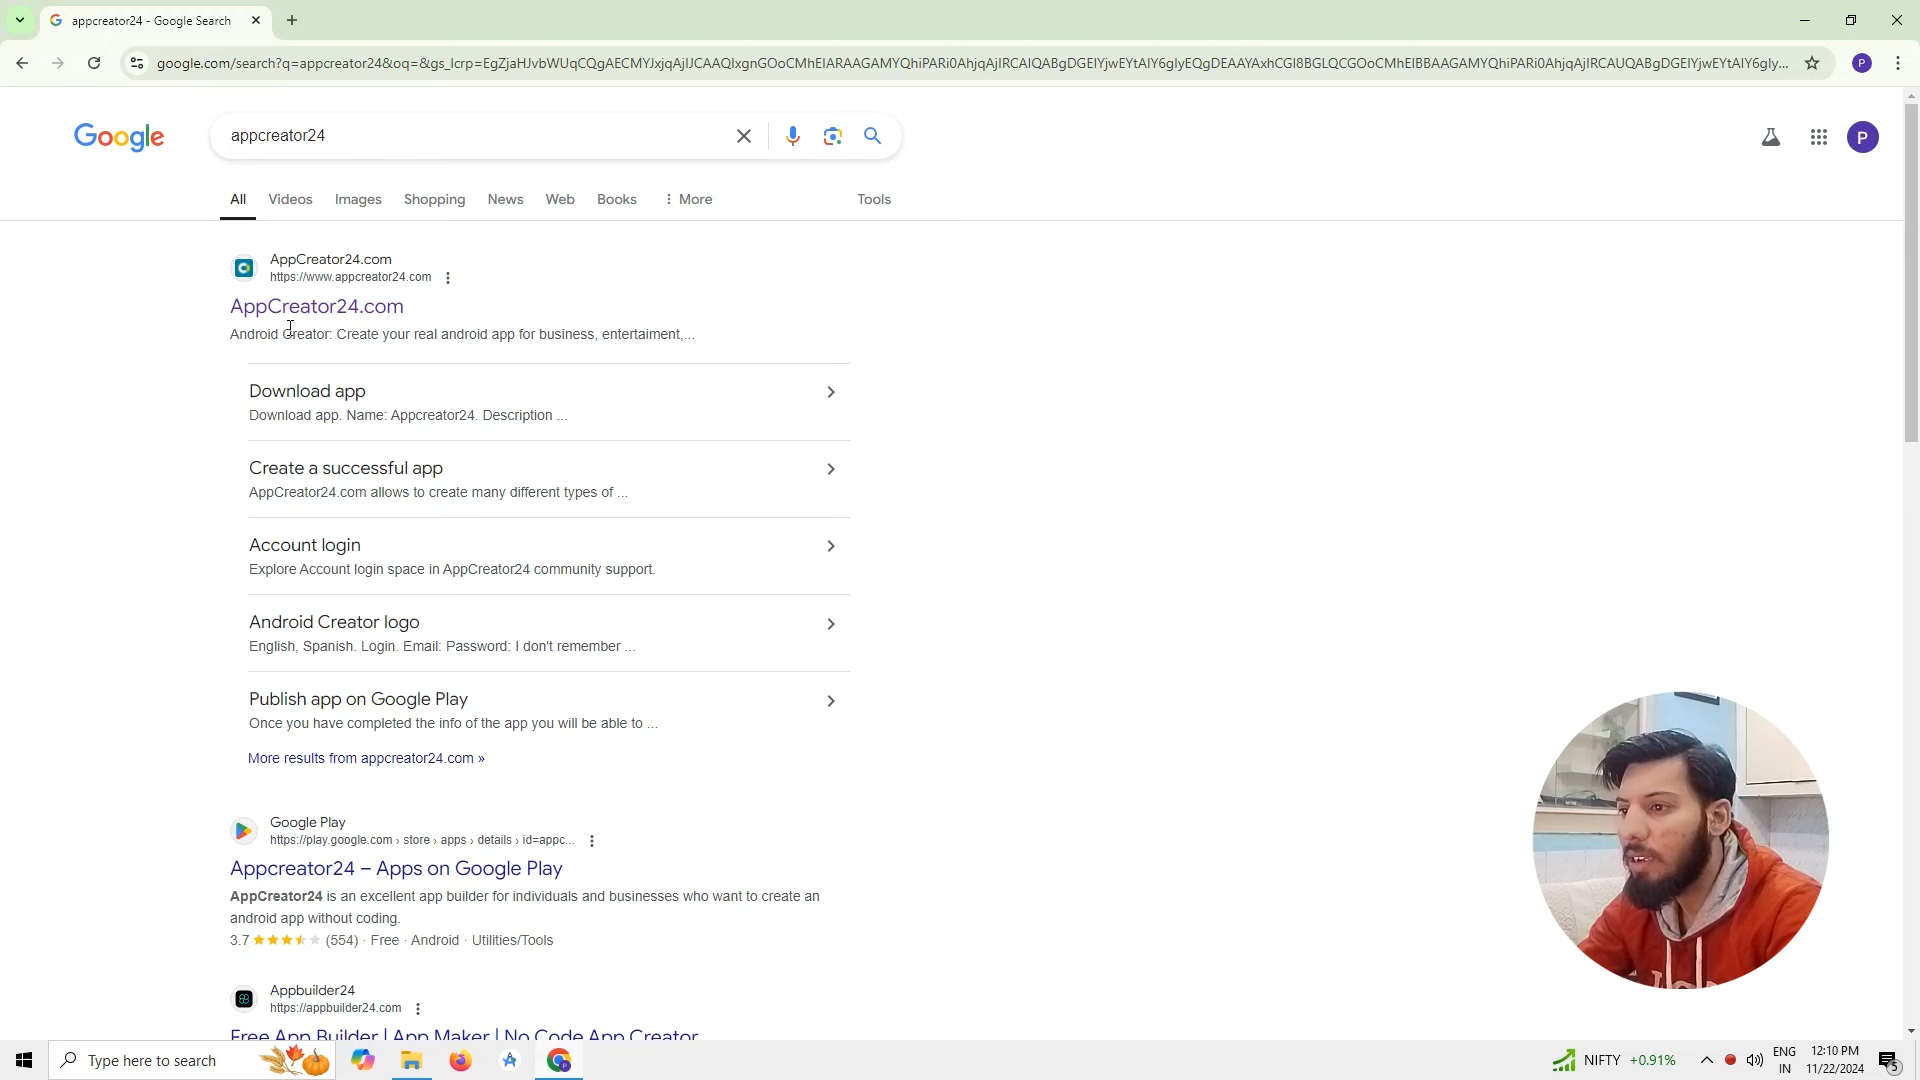 appcreator24 - Google Search
google.com/search?q=appcreator24&oq=&gs_lcrp=
P
Google
appcreator24
P
All Videos Images Shopping News Web Books More Tools
AppCreator24.com
https://www.appcreator24.com
AppCreator24.com
Android Creator: Create your real android app for business, entertaiment,...
Download app
Download app. Name: Appcreator24. Description ...
Create a successful app
AppCreator24.com allows to create many different types of ...
Account login
Explore Account login space in AppCreator24 community support.
Android Creator logo
English, Spanish. Login. Email: Password: I don't remember ...
Publish app on Google Play
Once you have completed the info of the app you will be able to ...
More results from appcreator24.com »
Google Play
https://play.google.com › store › apps › details › id=appc...
Appcreator24 – Apps on Google Play
AppCreator24 is an excellent app builder for individuals and businesses who want to create an
android app without coding.
3.7 (554) · Free · Android · Utilities/Tools
Appbuilder24
https://appbuilder24.com
Free App Builder | App Maker | No Code App Creator
Type here to search
NIFTY +0.91%
ENG
IN
12:10 PM
11/22/2024
5